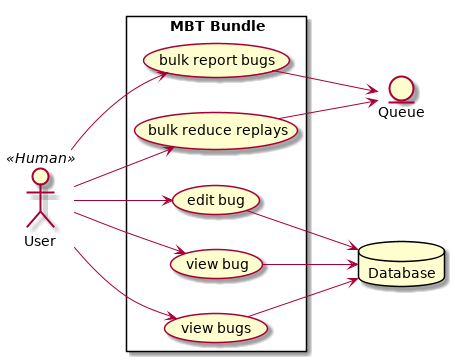 MBT Bundle
bulk report bugs
Queue
bulk reduce replays
«Human»
User
edit bug
view bug
Database
view bugs